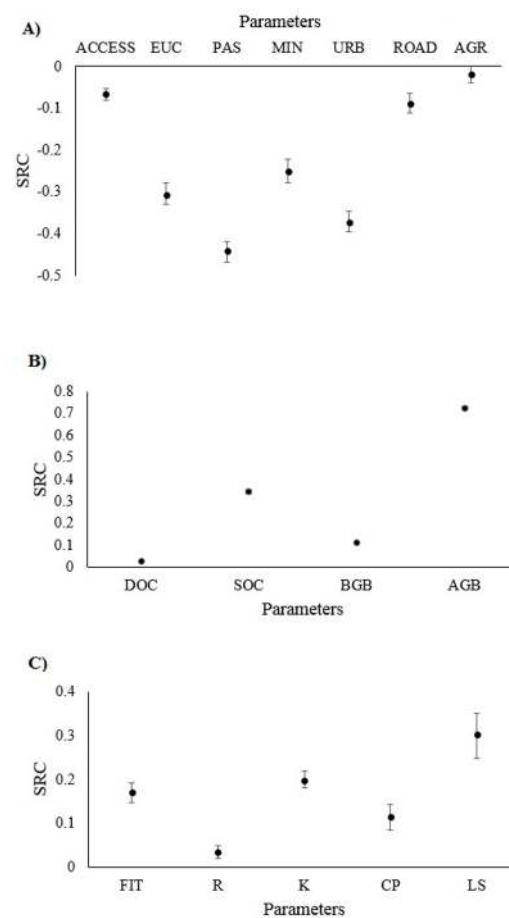 A)
Parameters
ACCESS EUC PAS MIN URB ROAD AGR
0
-0.1
-0.2
-0.3
-0.4
-0.5
SRC
B)
0.8
0.7
0.6
0.5
0.4
0.3
0.2
0.1
0
SRC
DOC SOC BGB AGB
Parameters
C)
0.4
0.3
0.2
0.1
0
SRC
FIT R K CP LS
Parameters